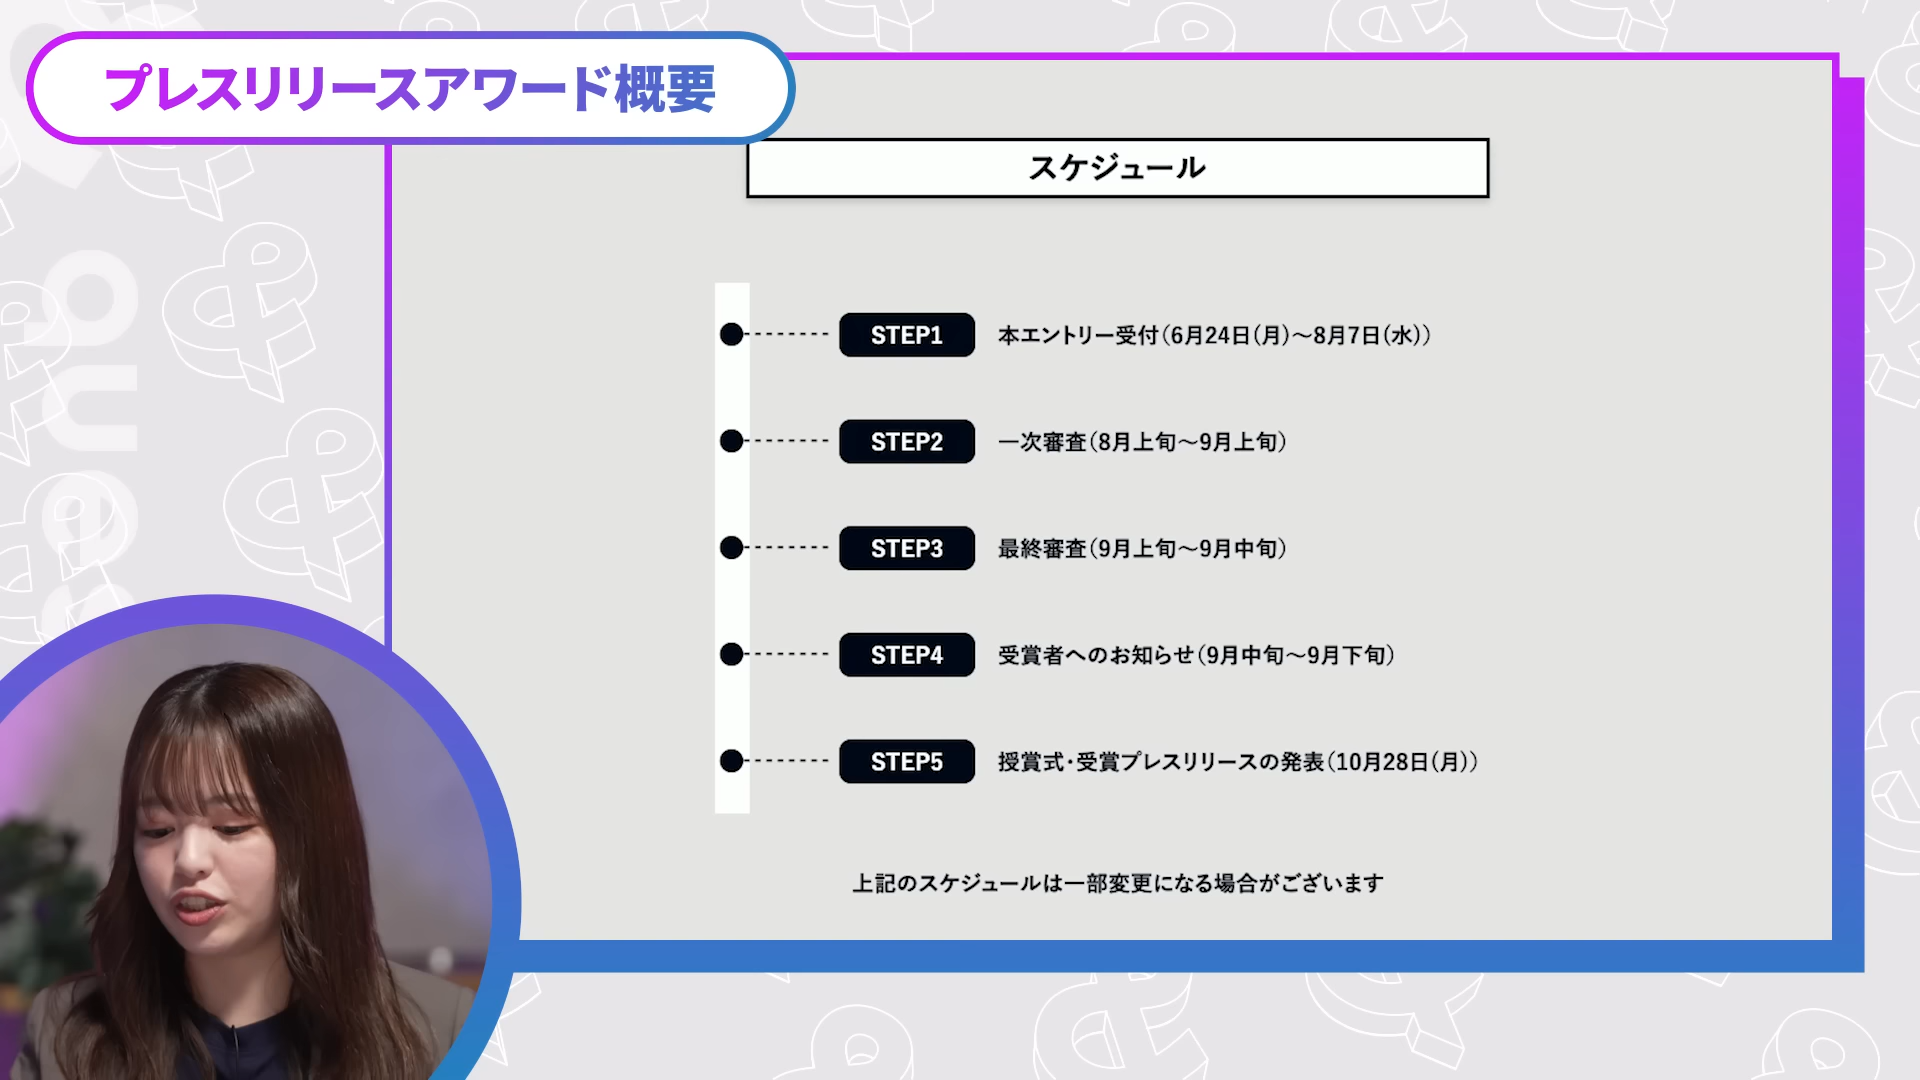 プレスリリースアワード概要
スケジュール
STEP1 本エントリー受付(6月24日(月)〜8月7日(水))
STEP2 一次審査(8月上旬〜9月上旬)
STEP3 最終審査(9月上旬〜9月中旬)
STEP4 受賞者へのお知らせ(9月中旬〜9月下旬)
STEP5 授賞式・受賞プレスリリースの発表(10月28日(月))
上記のスケジュールは一部変更になる場合がございます